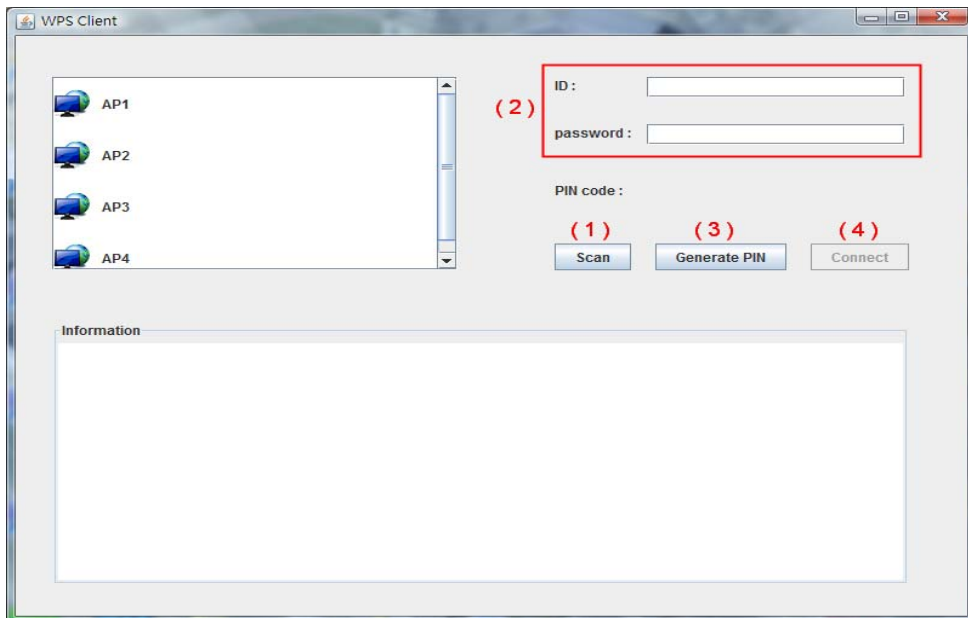 WPS Client
AP1
AP2
AP3
AP4
(2)
ID :
password :
PIN code :
(1) (3) (4)
Scan Generate PIN Connect
Information